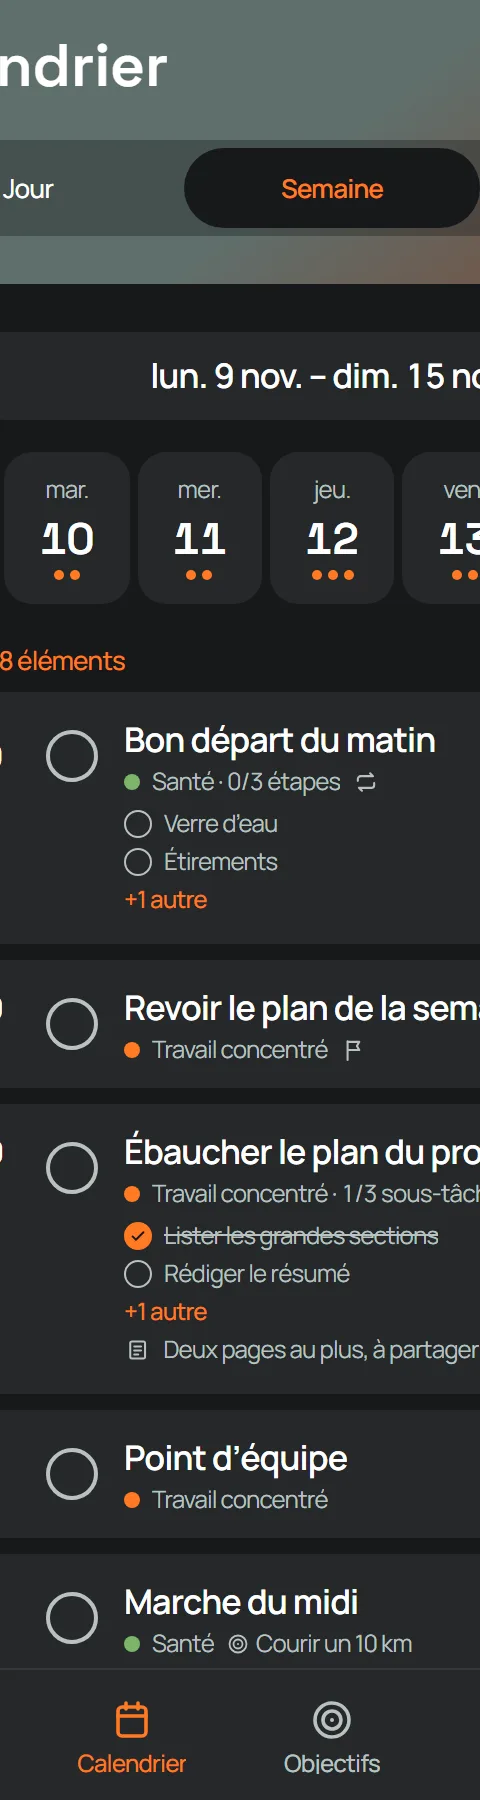 ndrier
Jour
Semaine
lun. 9 nov. – dim. 15 no
mar.
10
mer.
11
jeu.
12
ven
13
8 éléments
Bon départ du matin
Santé · 0/3 étapes
Verre d’eau
Étirements
+1 autre
Revoir le plan de la sema
Travail concentré
Ébaucher le plan du pro
Travail concentré · 1/3 sous-tâch
Lister les grandes sections
Rédiger le résumé
+1 autre
Deux pages au plus, à partager
Point d’équipe
Travail concentré
Marche du midi
Santé Courir un 10 km
Calendrier
Objectifs